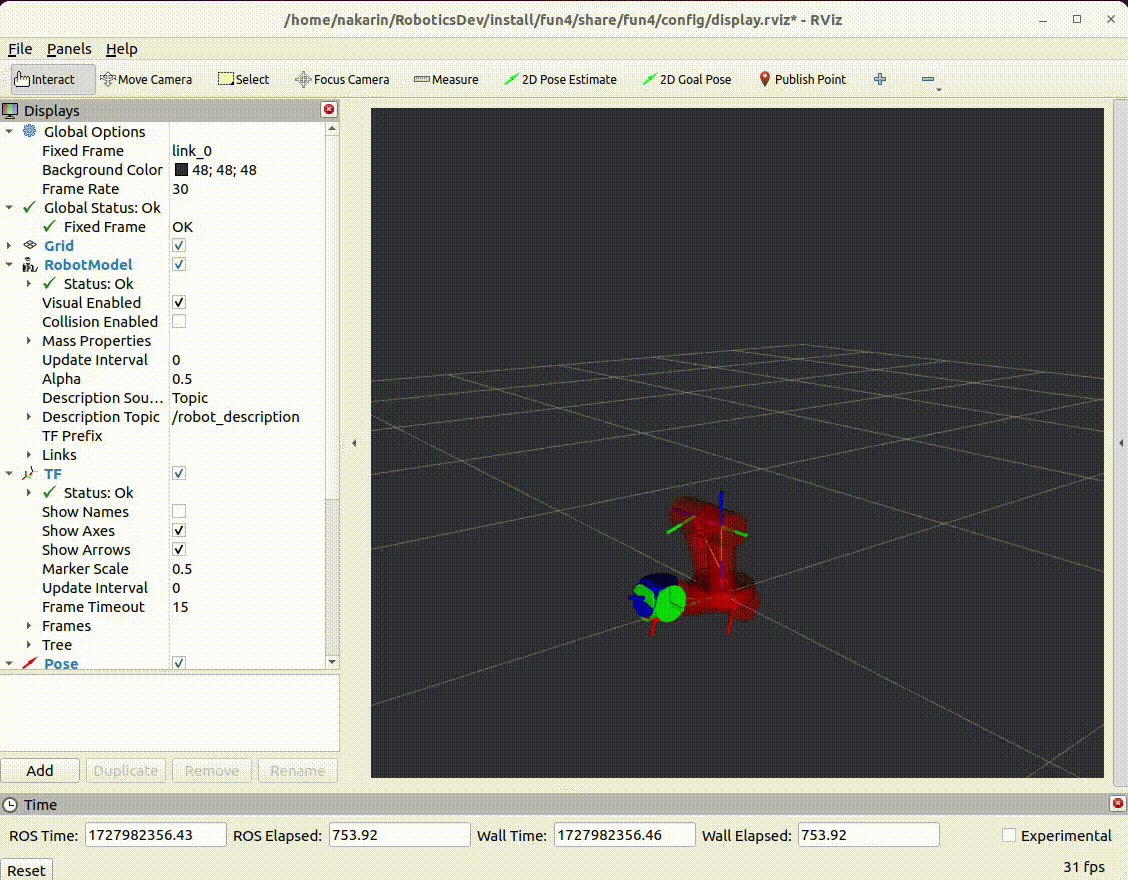 /home/nakarin/RoboticsDev/install/fun4/share/fun4/config/display.rviz* - RViz
File Panels Help
Interact Move Camera Select Focus Camera Measure 2D Pose Estimate 2D Goal Pose Publish Point
Displays
Global Options
Fixed Frame link_0
Background Color 48; 48; 48
Frame Rate 30
Global Status: Ok
Fixed Frame OK
Grid
RobotModel
Status: Ok
Visual Enabled
Collision Enabled
Mass Properties
Update Interval 0
Alpha 0.5
Description Sou... Topic
Description Topic /robot_description
TF Prefix
Links
TF
Status: Ok
Show Names
Show Axes
Show Arrows
Marker Scale 0.5
Update Interval 0
Frame Timeout 15
Frames
Tree
Pose
Add Duplicate Remove Rename
Time
ROS Time: 1727982356.43 ROS Elapsed: 753.92 Wall Time: 1727982356.46 Wall Elapsed: 753.92 Experimental
Reset 31 fps